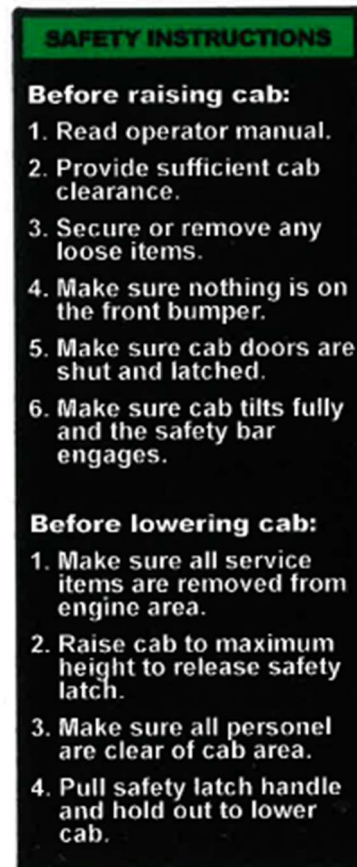 SAFETY INSTRUCTIONS
Before raising cab:
1. Read operator manual.
2. Provide sufficient cab
clearance.
3. Secure or remove any
loose items.
4. Make sure nothing is on
the front bumper.
5. Make sure cab doors are
shut and latched.
6. Make sure cab tilts fully
and the safety bar
engages.
Before lowering cab:
1. Make sure all service
items are removed from
engine area.
2. Raise cab to maximum
height to release safety
latch.
3. Make sure all personel
are clear of cab area.
4. Pull safety latch handle
and hold out to lower
cab.